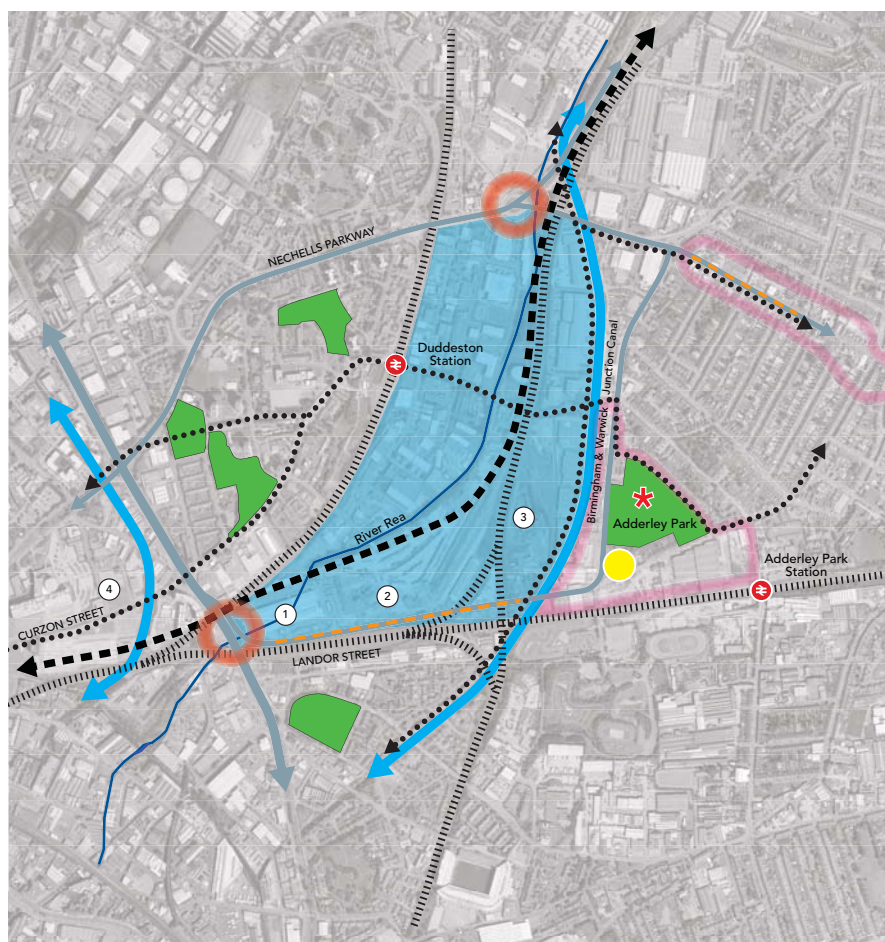 NECHELLS PARKWAY
Duddeston
Station
Birmingham & Warwick Junction Canal
3
Adderley Park
River Rea
Adderley Park
Station
4
2
1
CURZON STREET
LANDOR STREET